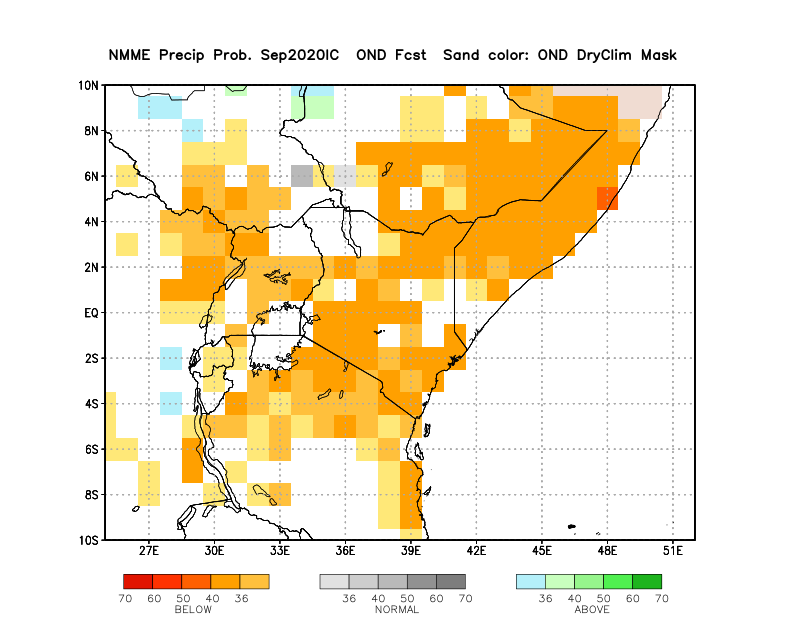 NMME Precip Prob. Sep2020IC OND Fcst Sand color: OND DryClim Mask
10N
8N
6N
4N
2N
EQ
2S
4S
6S
8S
10S
27E 30E 33E 36E 39E 42E 45E 48E 51E
70 60 50 40 36 36 40 50 60 70 36 40 50 60 70
BELOW NORMAL ABOVE